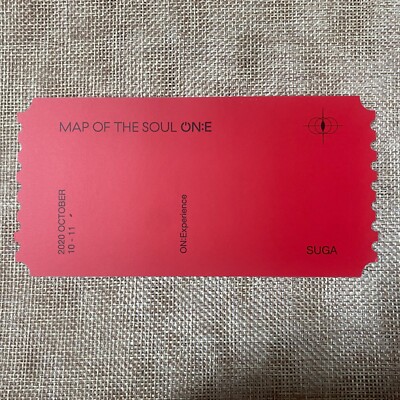 MAP OF THE SOUL ON:E
2020 OCTOBER
10 - 11
ON:Experience
SUGA